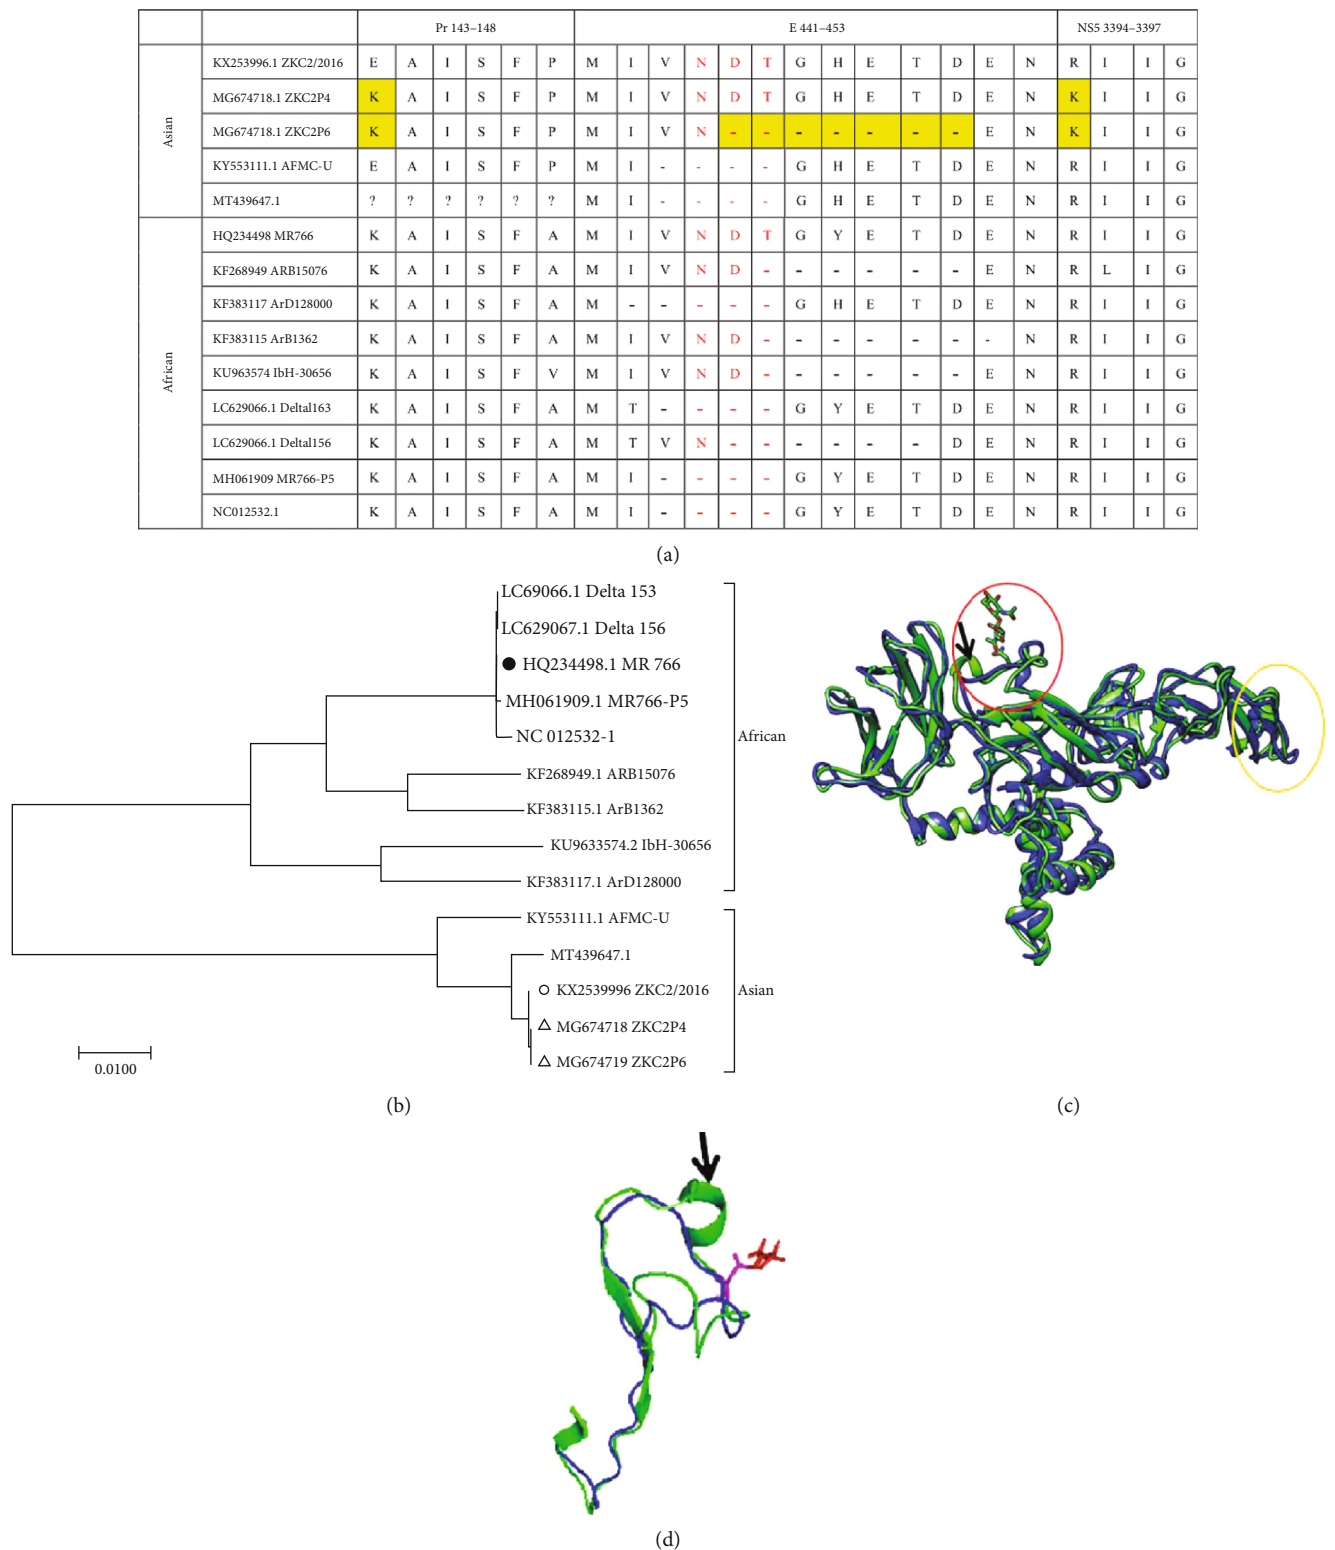 Pr 143–148 E 441–453 NS5 3394–3397
Asian
KX253996.1 ZKC2/2016 E A I S F P M I V N D T G H E T D E N R I I G
MG674718.1 ZKC2P4 K A I S F P M I V N D T G H E T D E N K I I G
MG674718.1 ZKC2P6 K A I S F P M I V N - - - - - - - E N K I I G
KY553111.1 AFMC-U E A I S F P M I - - - - G H E T D E N R I I G
MT439647.1 ? ? ? ? ? ? M I - - - - G H E T D E N R I I G
African
HQ234498 MR766 K A I S F A M I V N D T G Y E T D E N R I I G
KF268949 ARB15076 K A I S F A M I V N D - - - - - - E N R L I G
KF383117 ArD128000 K A I S F A M - - - - - G H E T D E N R I I G
KF383115 ArB1362 K A I S F A M I V N D - - - - - - - N R I I G
KU963574 IbH-30656 K A I S F V M I V N D - - - - - - E N R I I G
LC629066.1 Deltal163 K A I S F A M T - - - - G Y E T D E N R I I G
LC629066.1 Deltal156 K A I S F A M T V N - - - - - - D E N R I I G
MH061909 MR766-P5 K A I S F A M I - - - - G Y E T D E N R I I G
NC012532.1 K A I S F A M I - - - - G Y E T D E N R I I G
(a)
LC69066.1 Delta 153
LC629067.1 Delta 156
HQ234498.1 MR 766
MH061909.1 MR766-P5
NC 012532-1
African
KF268949.1 ARB15076
KF383115.1 ArB1362
KU9633574.2 IbH-30656
KF383117.1 ArD128000
KY553111.1 AFMC-U
MT439647.1
KX2539996 ZKC2/2016
Asian
MG674718 ZKC2P4
MG674719 ZKC2P6
0.0100
(b)
(c)
(d)